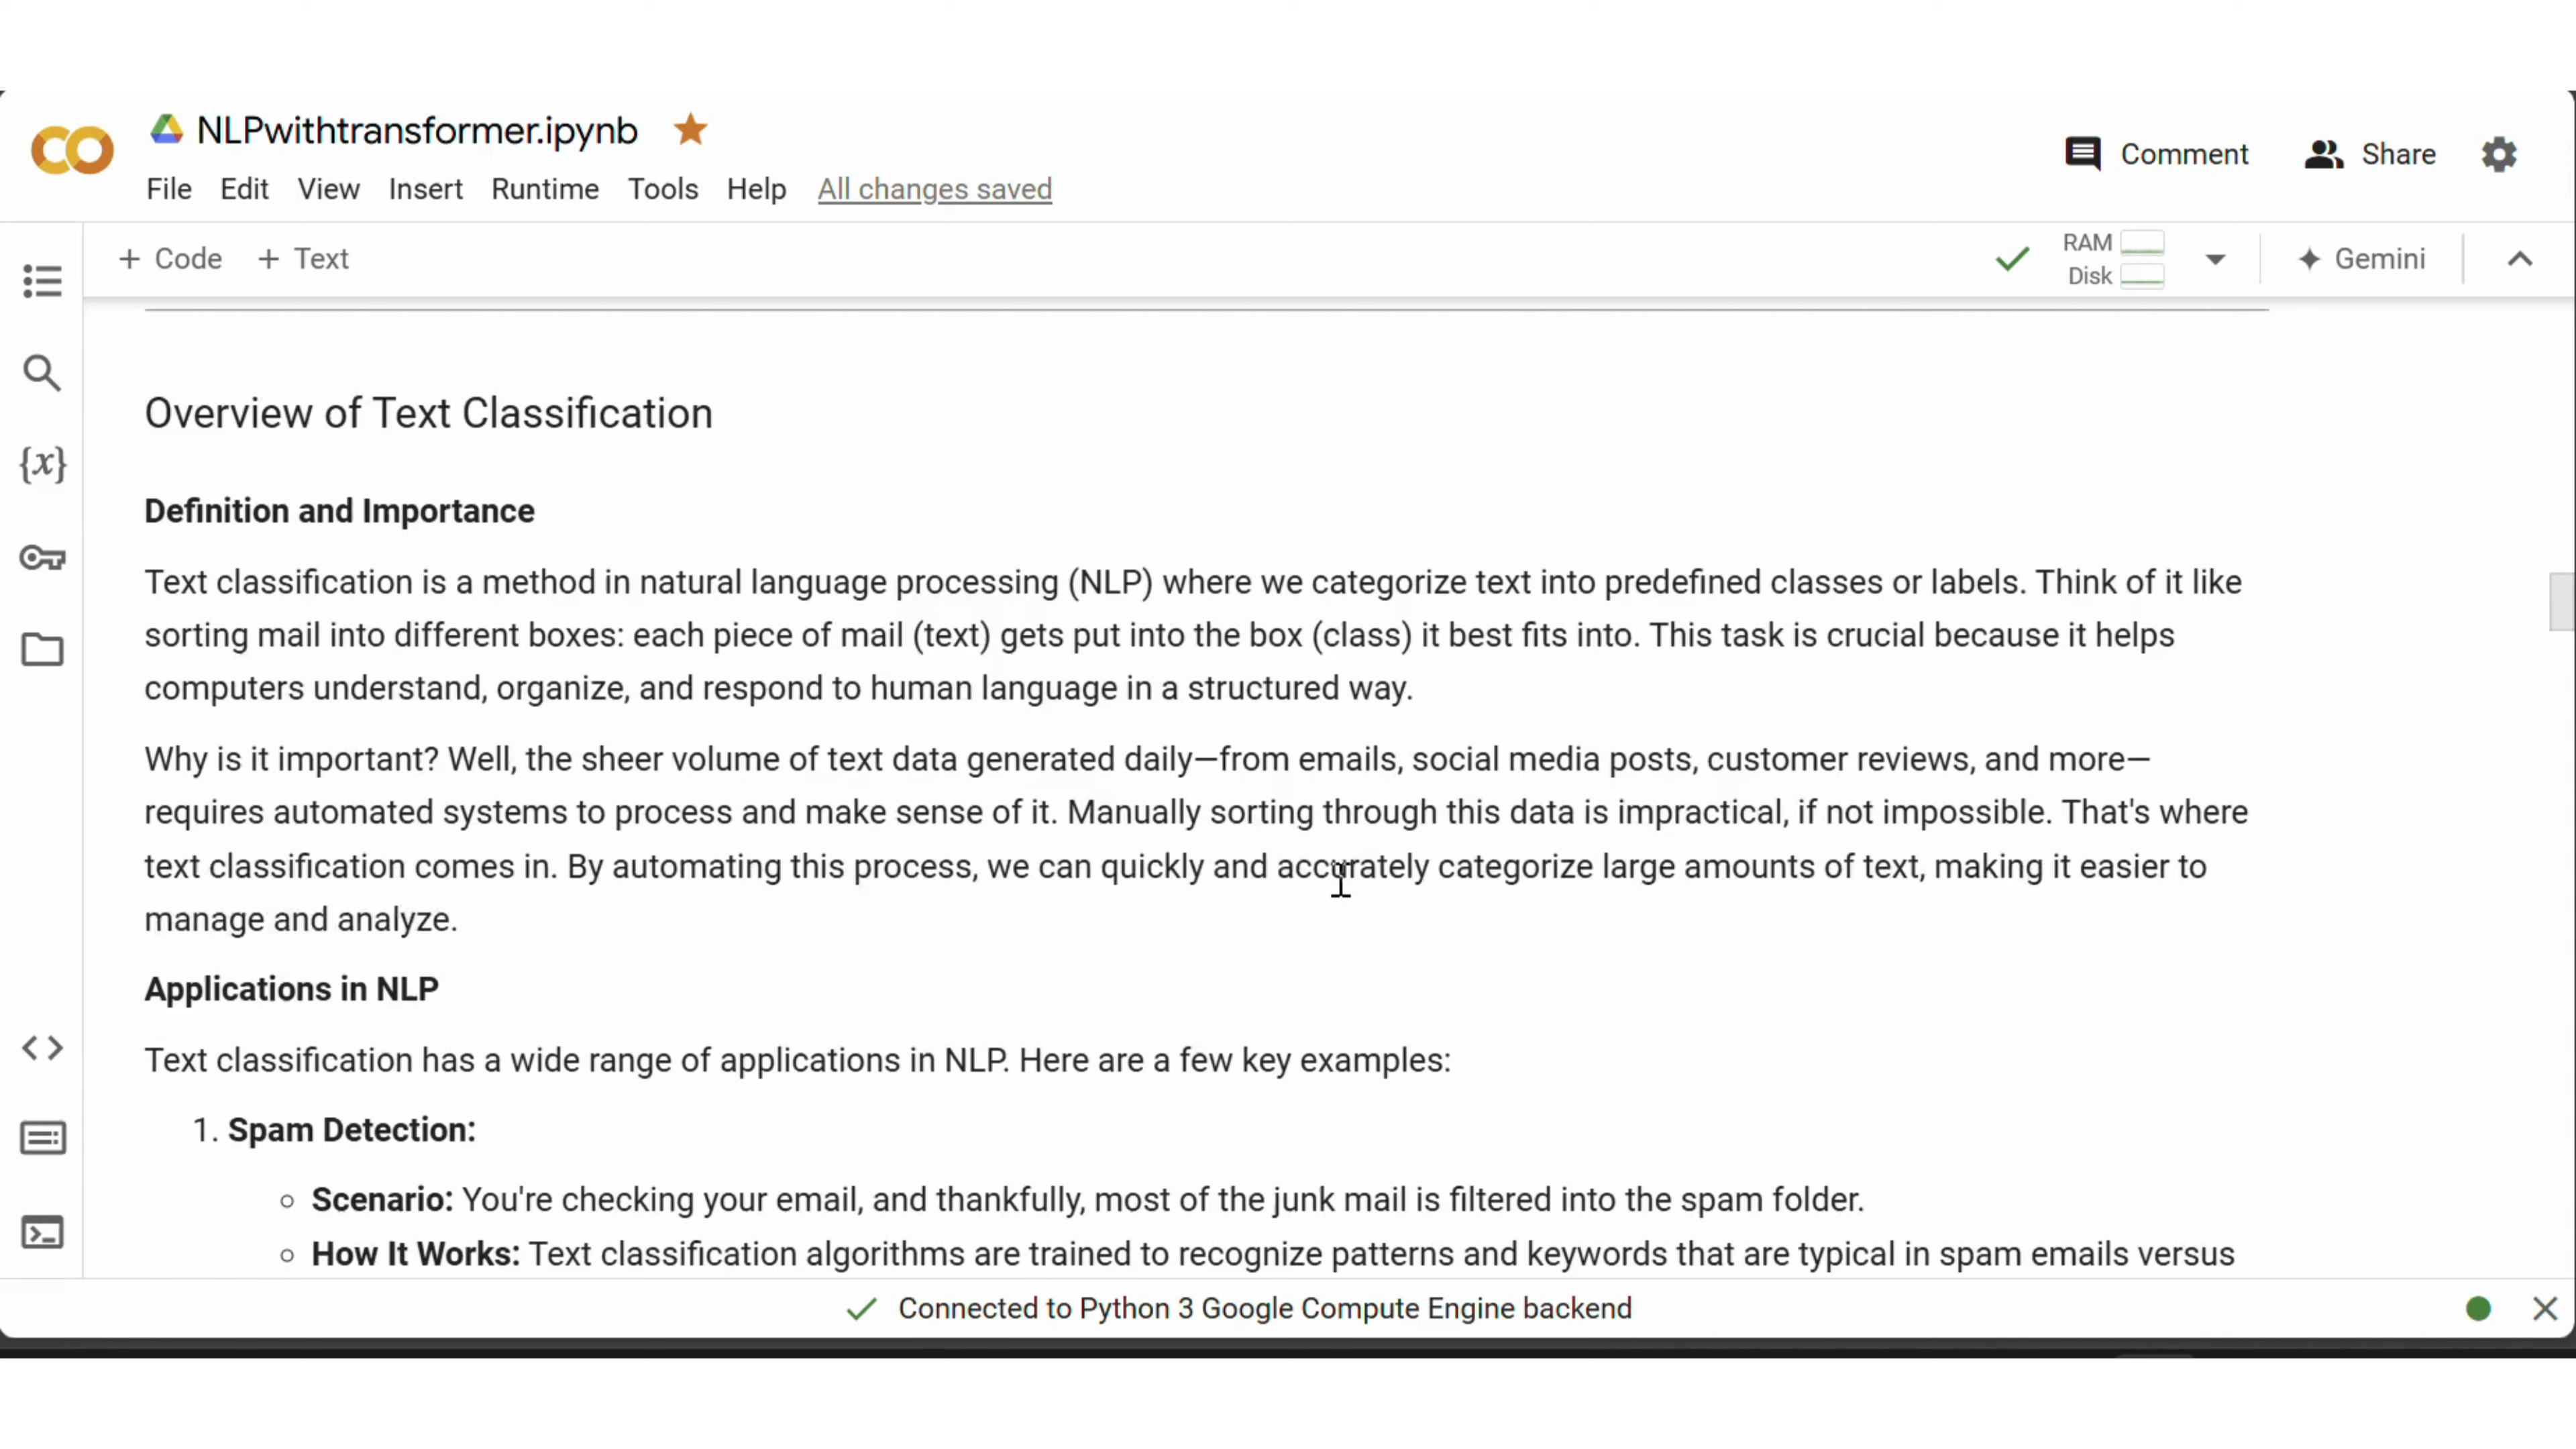 NLPwithtransformer.ipynb
Comment
Share
File Edit View Insert Runtime Tools Help All changes saved
+ Code + Text
RAM
Disk
Gemini
Overview of Text Classification
{x}
Definition and Importance
Text classification is a method in natural language processing (NLP) where we categorize text into predefined classes or labels. Think of it like
sorting mail into different boxes: each piece of mail (text) gets put into the box (class) it best fits into. This task is crucial because it helps
computers understand, organize, and respond to human language in a structured way.
Why is it important? Well, the sheer volume of text data generated daily—from emails, social media posts, customer reviews, and more—
requires automated systems to process and make sense of it. Manually sorting through this data is impractical, if not impossible. That's where
text classification comes in. By automating this process, we can quickly and accurately categorize large amounts of text, making it easier to
manage and analyze.
Applications in NLP
Text classification has a wide range of applications in NLP. Here are a few key examples:
1. Spam Detection:
○ Scenario: You're checking your email, and thankfully, most of the junk mail is filtered into the spam folder.
○ How It Works: Text classification algorithms are trained to recognize patterns and keywords that are typical in spam emails versus
Connected to Python 3 Google Compute Engine backend